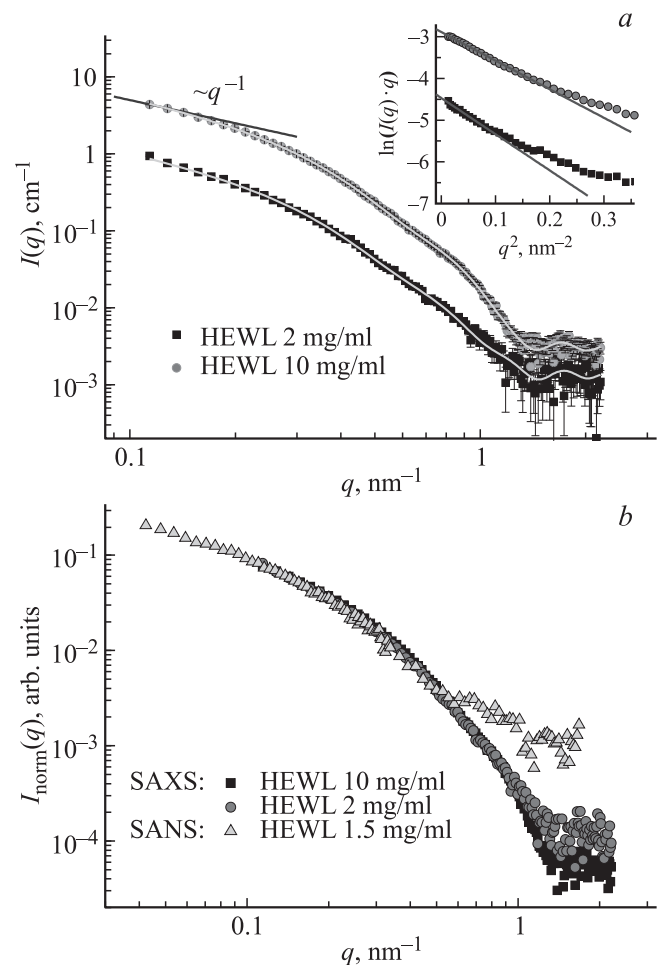 a
10
1
10⁻¹
10⁻²
10⁻³
I(q), cm⁻¹
~q⁻¹
HEWL 2 mg/ml
HEWL 10 mg/ml
0.1
1
q, nm⁻¹
−3
−4
−5
−6
−7
ln(I(q)·q)
0
0.1
0.2
0.3
q², nm⁻²
b
10⁻¹
10⁻²
10⁻³
10⁻⁴
Iₙₒᵣₘ(q), arb. units
SAXS: HEWL 10 mg/ml
HEWL 2 mg/ml
SANS: HEWL 1.5 mg/ml
0.1
1
q, nm⁻¹